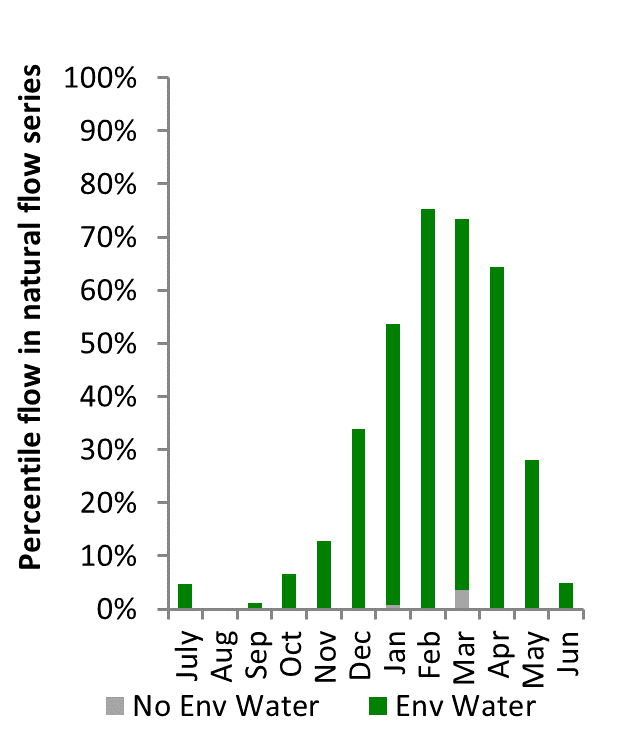 Percentile flow in natural flow series
100%
90%
80%
70%
60%
50%
40%
30%
20%
10%
0%
July
Aug
Sep
Oct
Nov
Dec
Jan
Feb
Mar
Apr
May
Jun
No Env Water
Env Water